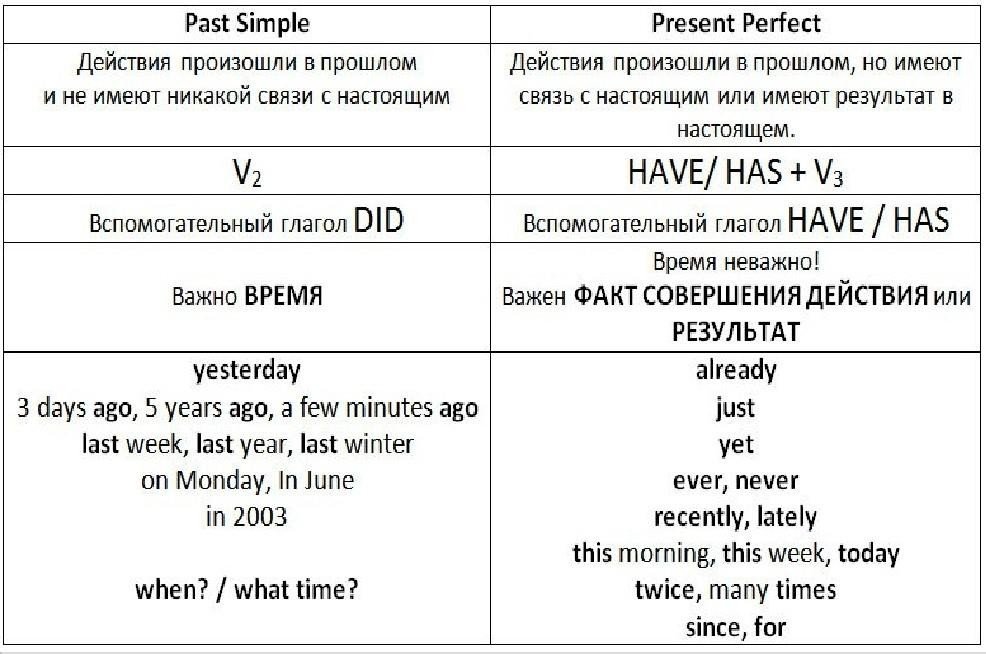 Past Simple
Present Perfect
Действия произошли в прошлом
и не имеют никакой связи с настоящим
Действия произошли в прошлом, но имеют
связь с настоящим или имеют результат в
настоящем.
V2
HAVE/ HAS + V3
Вспомогательный глагол DID
Вспомогательный глагол HAVE / HAS
Важно ВРЕМЯ
Время неважно!
Важен ФАКТ СОВЕРШЕНИЯ ДЕЙСТВИЯ или
РЕЗУЛЬТАТ
yesterday
3 days ago, 5 years ago, a few minutes ago
last week, last year, last winter
on Monday, In June
in 2003
when? / what time?
already
just
yet
ever, never
recently, lately
this morning, this week, today
twice, many times
since, for